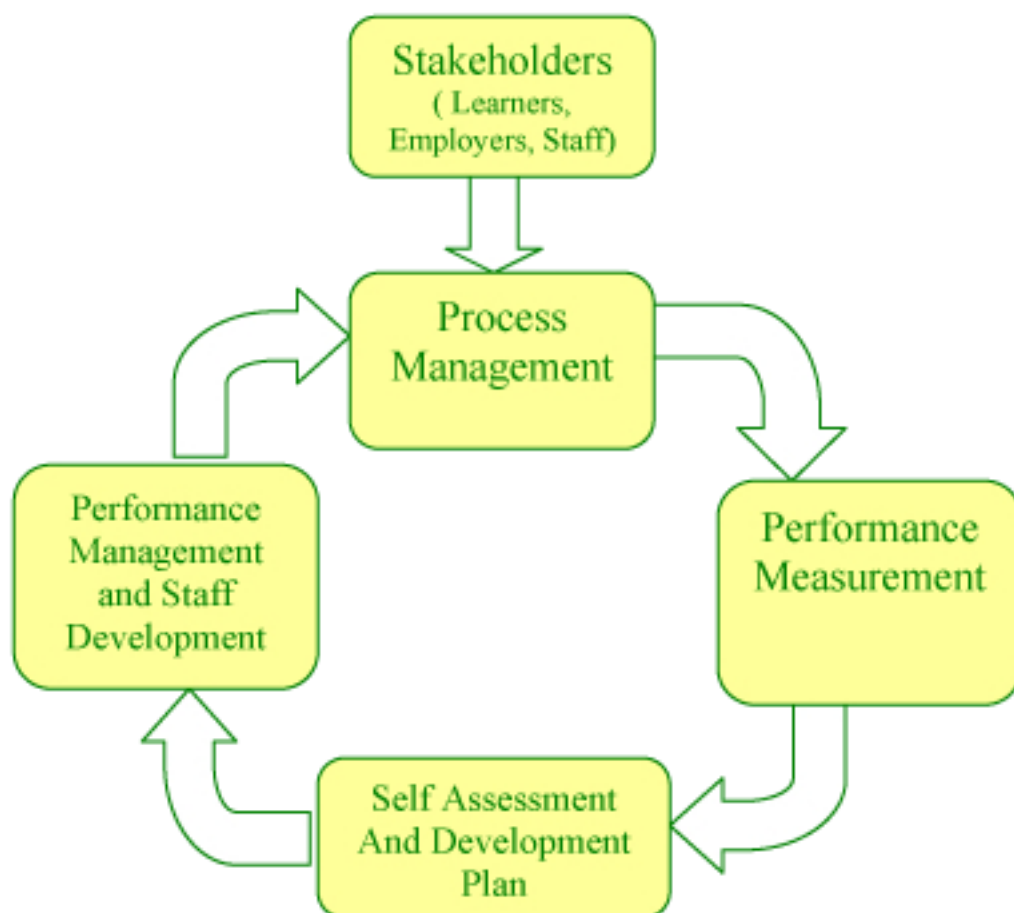 Stakeholders
( Learners,
Employers, Staff)
Process
Management
Performance
Measurement
Performance
Management
and Staff
Development
Self Assessment
And Development
Plan